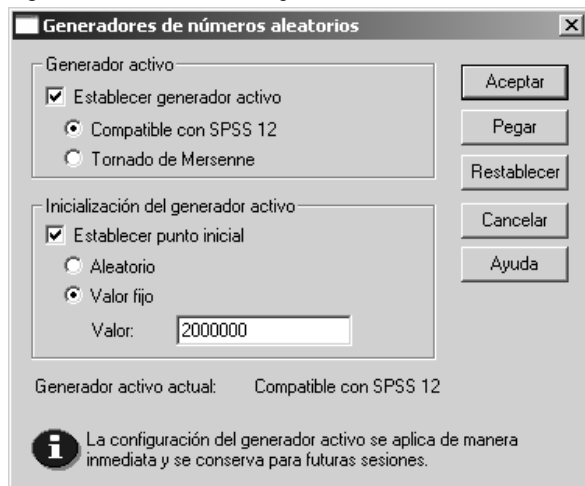 Generadores de números aleatorios
Generador activo
Establecer generador activo
Compatible con SPSS 12
Tornado de Mersenne
Inicialización del generador activo
Establecer punto inicial
Aleatorio
Valor fijo
Valor: 2000000
Aceptar
Pegar
Restablecer
Cancelar
Ayuda
Generador activo actual: Compatible con SPSS 12
La configuración del generador activo se aplica de manera
inmediata y se conserva para futuras sesiones.